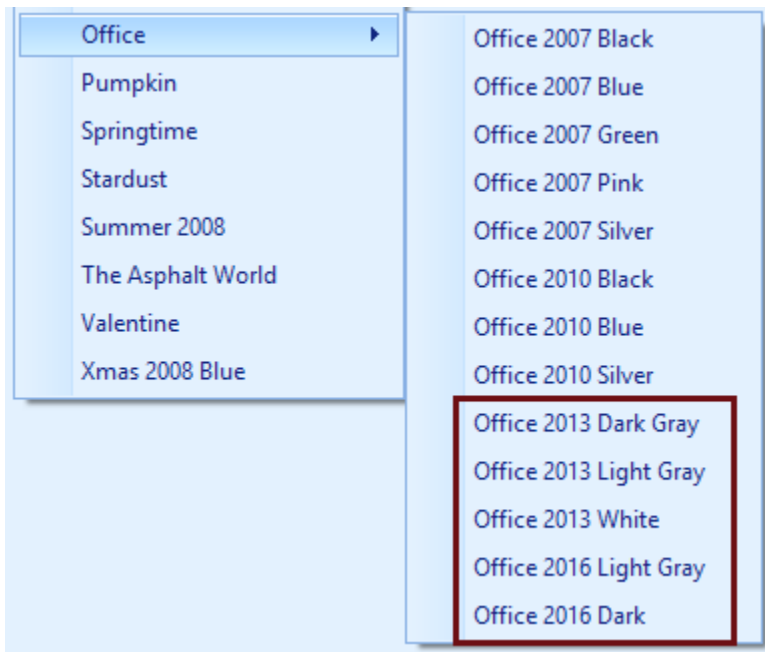 Office
Pumpkin
Springtime
Stardust
Summer 2008
The Asphalt World
Valentine
Xmas 2008 Blue
Office 2007 Black
Office 2007 Blue
Office 2007 Green
Office 2007 Pink
Office 2007 Silver
Office 2010 Black
Office 2010 Blue
Office 2010 Silver
Office 2013 Dark Gray
Office 2013 Light Gray
Office 2013 White
Office 2016 Light Gray
Office 2016 Dark